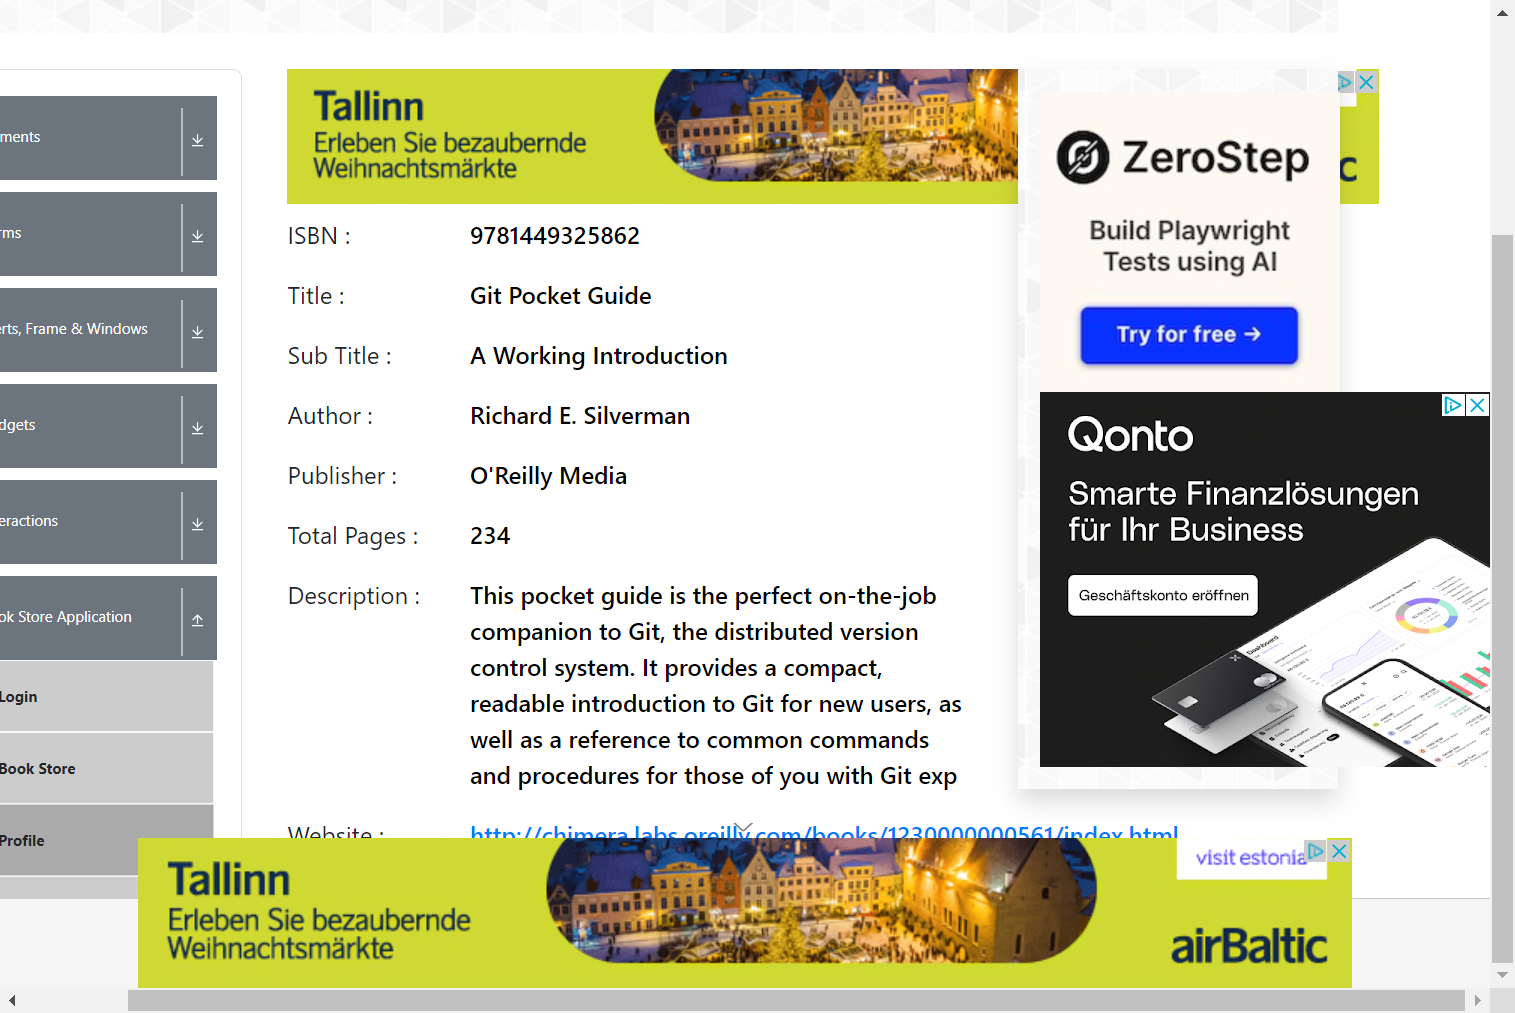 Tallinn
Erleben Sie bezaubernde
Weihnachtsmärkte
c
ZeroStep
Build Playwright
Tests using AI
Try for free →
Qonto
Smarte Finanzlösungen
für Ihr Business
Geschäftskonto eröffnen
ments
rms
erts, Frame & Windows
dgets
eractions
ok Store Application
Login
Book Store
Profile
ISBN : 9781449325862
Title : Git Pocket Guide
Sub Title : A Working Introduction
Author : Richard E. Silverman
Publisher : O'Reilly Media
Total Pages : 234
Description : This pocket guide is the perfect on-the-job
companion to Git, the distributed version
control system. It provides a compact,
readable introduction to Git for new users, as
well as a reference to common commands
and procedures for those of you with Git exp
Website : http://chimera.labs.oreilly.com/books/1230000000561/index.html
Tallinn
Erleben Sie bezaubernde
Weihnachtsmärkte
visit estonia
airBaltic